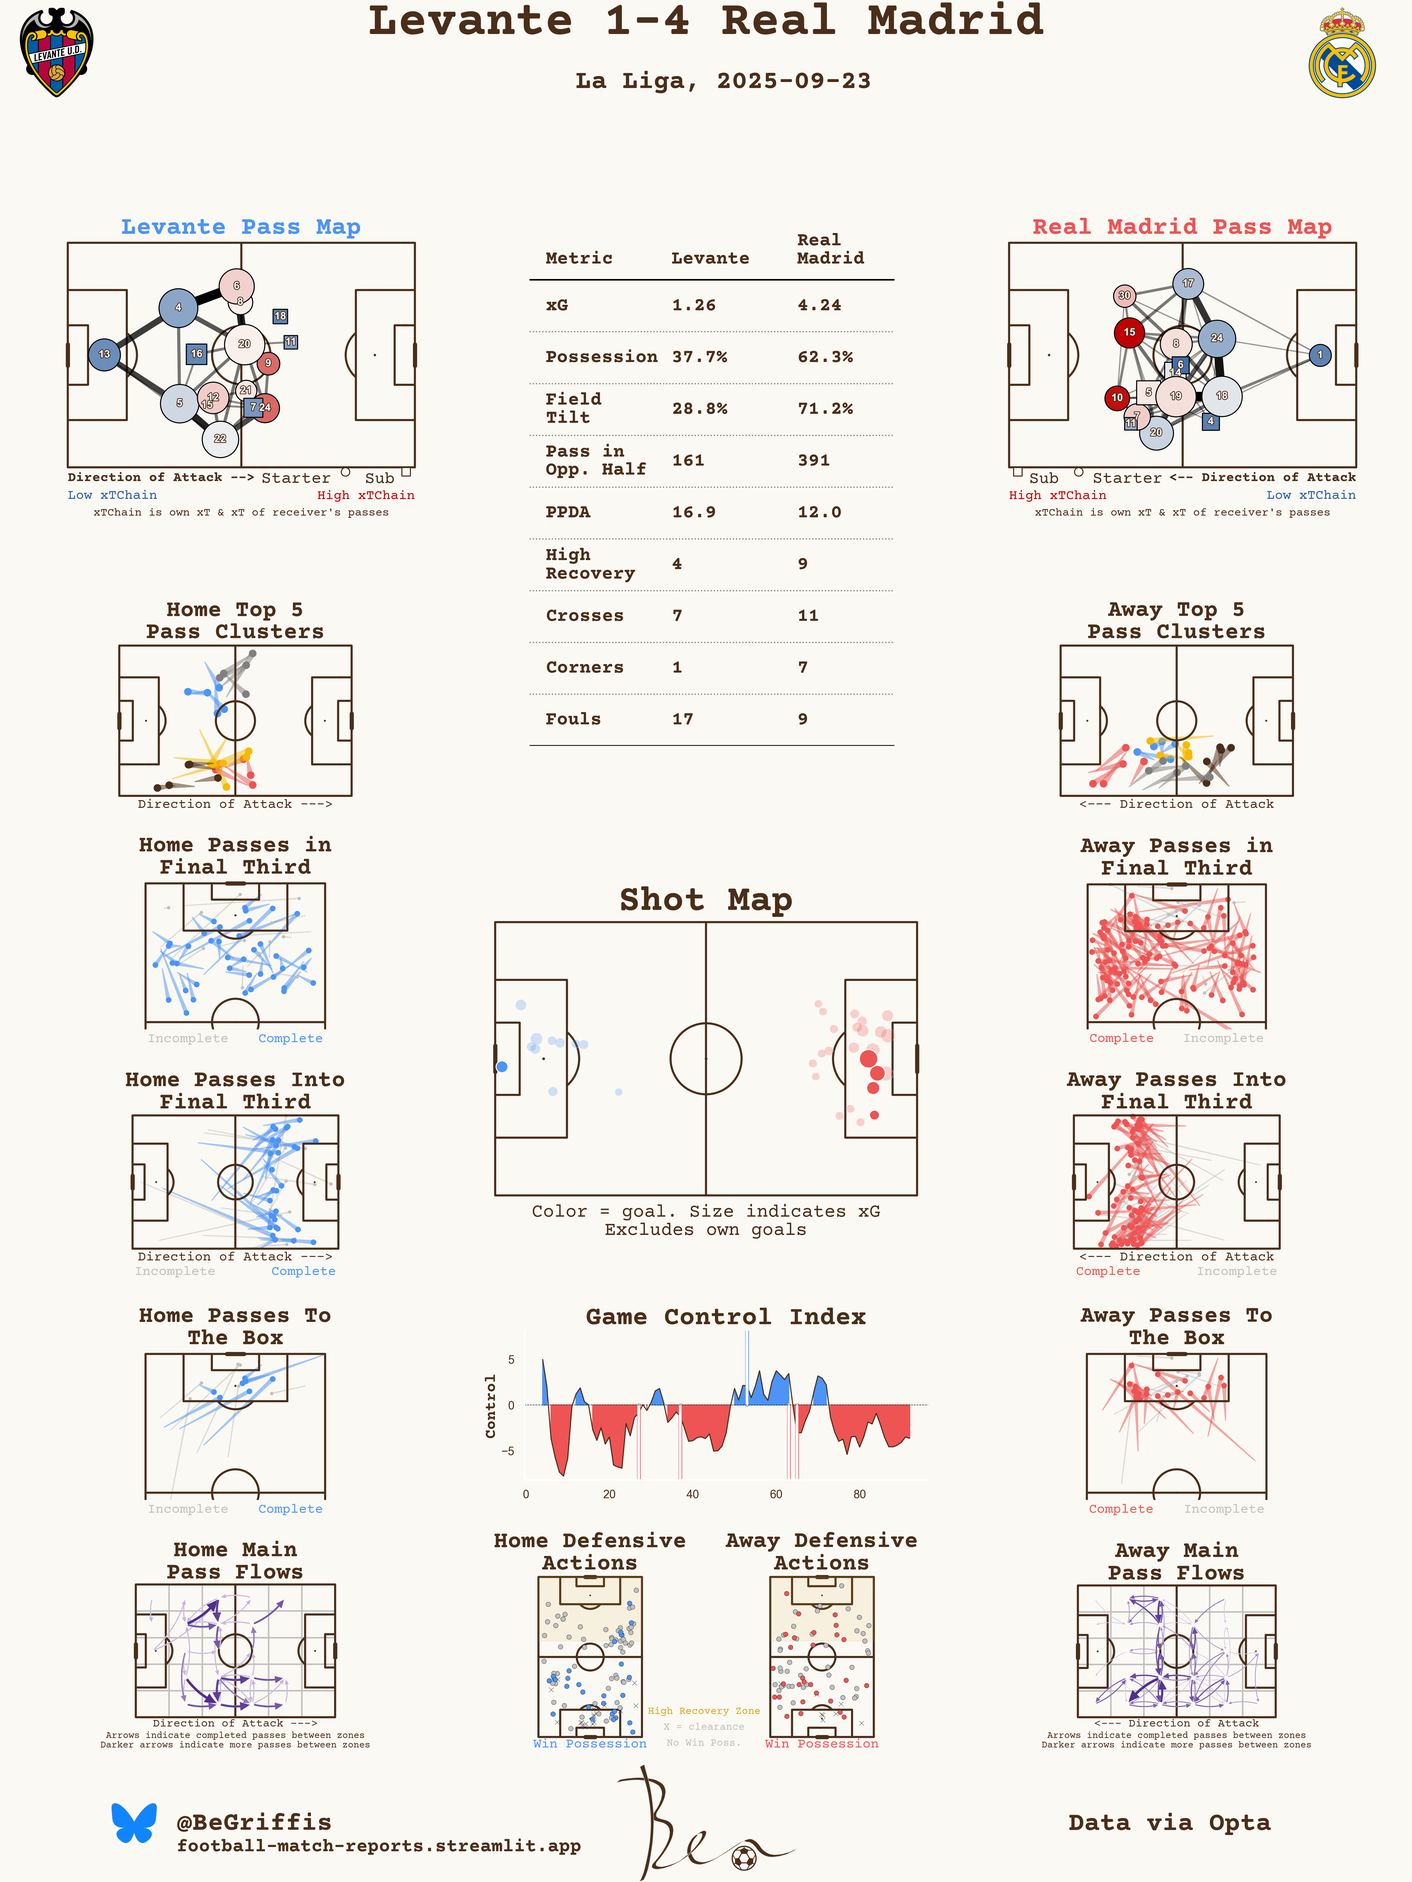 Levante 1-4 Real Madrid
La Liga, 2025-09-23
LEVANTE U.D.
Levante Pass Map
6
8
4
18
11
20
13
16
9
21
5
12
15
7
24
22
Direction of Attack --> Starter Sub
Low xTChain High xTChain
xTChain is own xT & xT of receiver's passes
Metric Levante Real
Madrid
xG 1.26 4.24
Possession 37.7% 62.3%
Field
Tilt 28.8% 71.2%
Pass in
Opp. Half 161 391
PPDA 16.9 12.0
High
Recovery 4 9
Crosses 7 11
Corners 1 7
Fouls 17 9
Real Madrid Pass Map
17
30
15
8
24
1
6
14
5
10
19
18
7
11
4
20
Sub Starter <-- Direction of Attack
High xTChain Low xTChain
xTChain is own xT & xT of receiver's passes
Home Top 5
Pass Clusters
Direction of Attack --->
Away Top 5
Pass Clusters
<--- Direction of Attack
Home Passes in
Final Third
Incomplete Complete
Shot Map
Color = goal. Size indicates xG
Excludes own goals
Away Passes in
Final Third
Complete Incomplete
Home Passes Into
Final Third
Direction of Attack --->
Incomplete Complete
Away Passes Into
Final Third
<--- Direction of Attack
Complete Incomplete
Home Passes To
The Box
Incomplete Complete
Game Control Index
Control
5
0
−5
0 20 40 60 80
Away Passes To
The Box
Complete Incomplete
Home Main
Pass Flows
Direction of Attack --->
Arrows indicate completed passes between zones
Darker arrows indicate more passes between zones
Home Defensive
Actions
Win Possession
High Recovery Zone
X = clearance
No Win Poss.
Away Defensive
Actions
Win Possession
Away Main
Pass Flows
<--- Direction of Attack
Arrows indicate completed passes between zones
Darker arrows indicate more passes between zones
@BeGriffis
football-match-reports.streamlit.app
Ben
Data via Opta